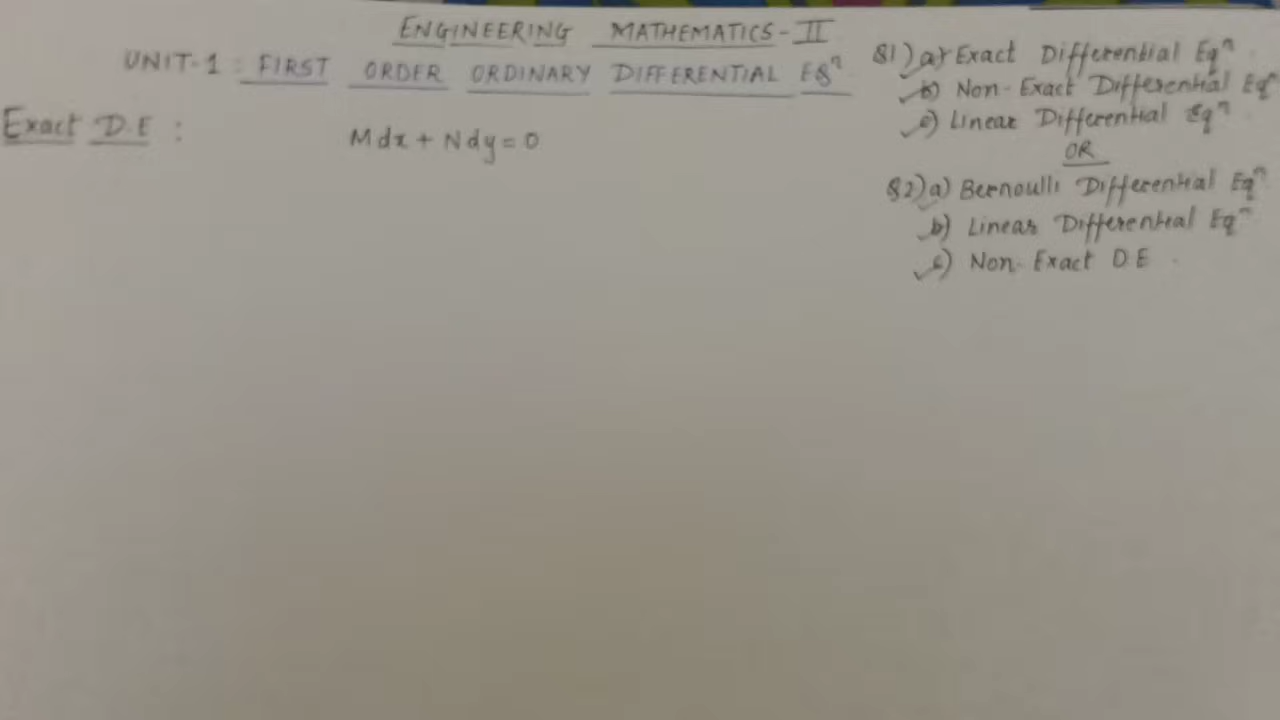 ENGINEERING MATHEMATICS-II
UNIT-1 : FIRST ORDER ORDINARY DIFFERENTIAL EQⁿ
Exact D.E :
Mdx + Ndy = 0
Q1) a) Exact Differential Eqⁿ.
b) Non-Exact Differential Eqⁿ
c) Linear Differential Eqⁿ.
OR
Q2) a) Bernoulli Differential Eqⁿ
b) Linear Differential Eqⁿ
c) Non-Exact D E